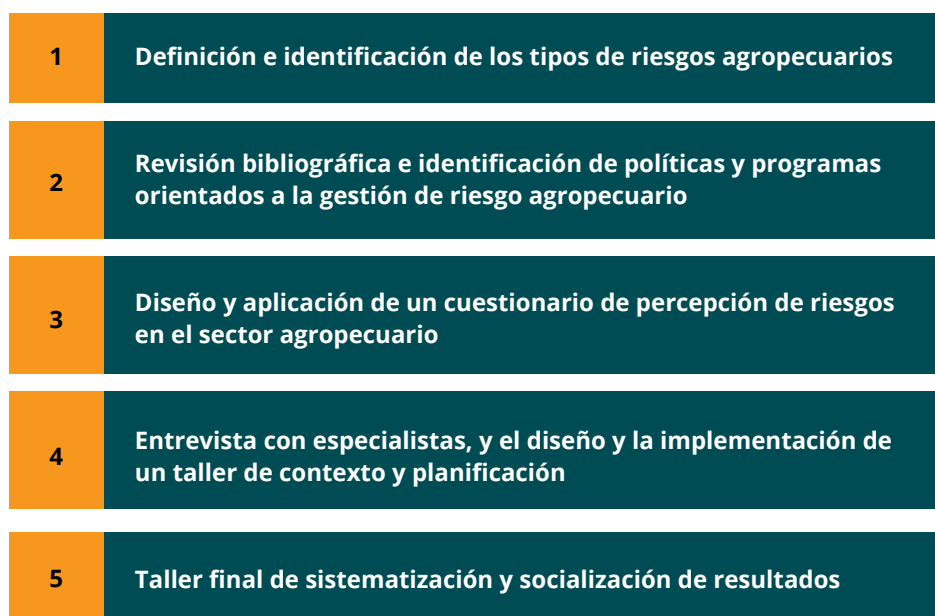 1
Definición e identificación de los tipos de riesgos agropecuarios
2
Revisión bibliográfica e identificación de políticas y programas
orientados a la gestión de riesgo agropecuario
3
Diseño y aplicación de un cuestionario de percepción de riesgos
en el sector agropecuario
4
Entrevista con especialistas, y el diseño y la implementación de
un taller de contexto y planificación
5
Taller final de sistematización y socialización de resultados